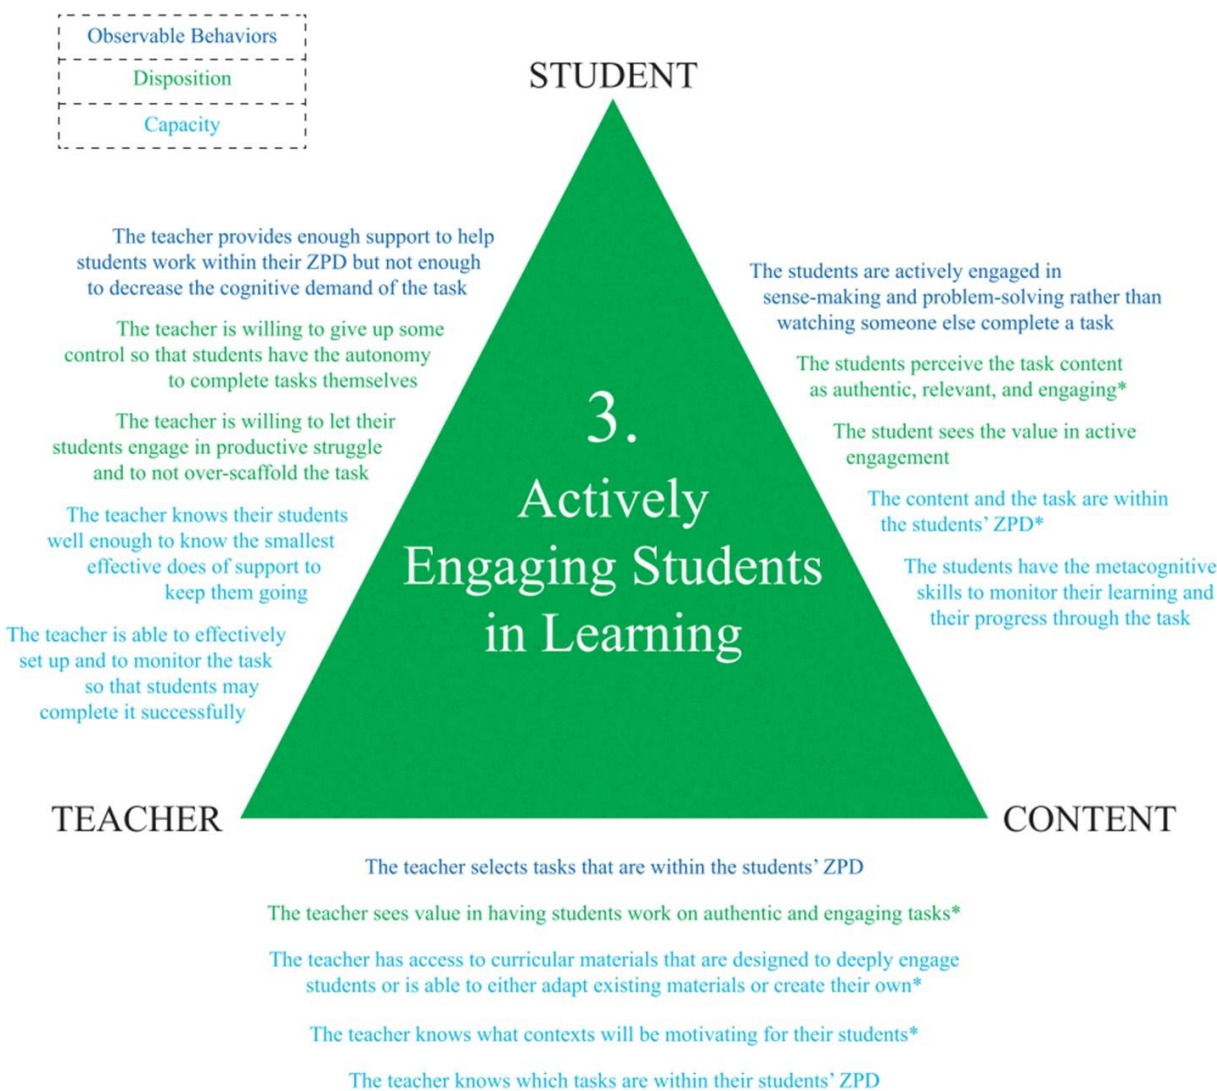 Observable Behaviors
Disposition
Capacity
STUDENT
The teacher provides enough support to help
students work within their ZPD but not enough
to decrease the cognitive demand of the task
The teacher is willing to give up some
control so that students have the autonomy
to complete tasks themselves
The teacher is willing to let their
students engage in productive struggle
and to not over-scaffold the task
The teacher knows their students
well enough to know the smallest
effective does of support to
keep them going
The teacher is able to effectively
set up and to monitor the task
so that students may
complete it successfully
3.
Actively
Engaging Students
in Learning
The students are actively engaged in
sense-making and problem-solving rather than
watching someone else complete a task
The students perceive the task content
as authentic, relevant, and engaging*
The student sees the value in active
engagement
The content and the task are within
the students' ZPD*
The students have the metacognitive
skills to monitor their learning and
their progress through the task
TEACHER
CONTENT
The teacher selects tasks that are within the students' ZPD
The teacher sees value in having students work on authentic and engaging tasks*
The teacher has access to curricular materials that are designed to deeply engage
students or is able to either adapt existing materials or create their own*
The teacher knows what contexts will be motivating for their students*
The teacher knows which tasks are within their students' ZPD